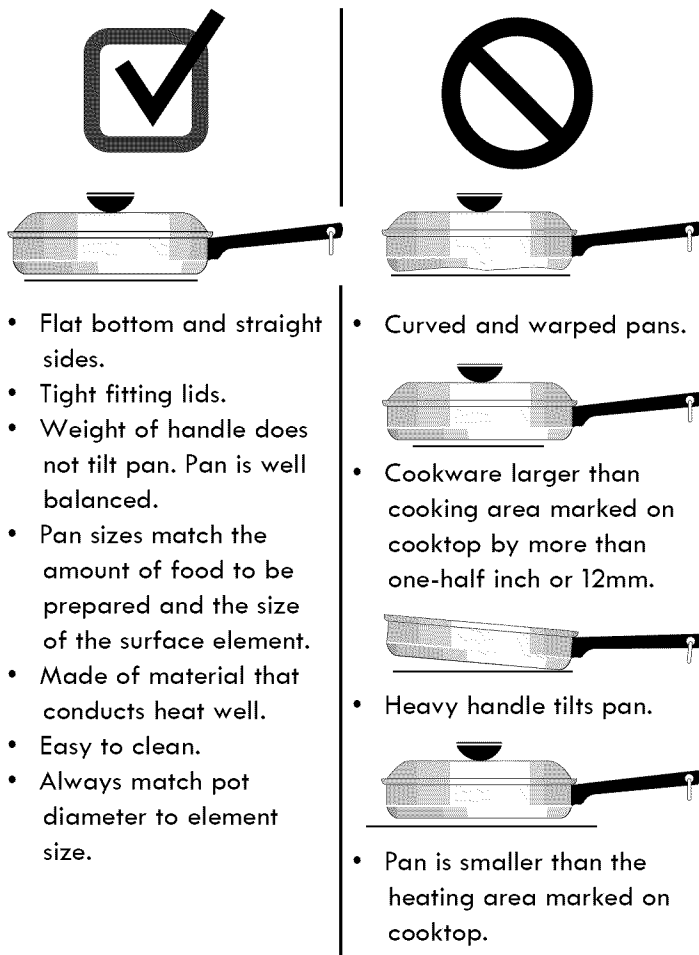 • Flat bottom and straight
sides.
• Tight fitting lids.
• Weight of handle does
not tilt pan. Pan is well
balanced.
• Pan sizes match the
amount of food to be
prepared and the size
of the surface element.
• Made of material that
conducts heat well.
• Easy to clean.
• Always match pot
diameter to element
size.
• Curved and warped pans.
• Cookware larger than
cooking area marked on
cooktop by more than
one-half inch or 12mm.
• Heavy handle tilts pan.
• Pan is smaller than the
heating area marked on
cooktop.